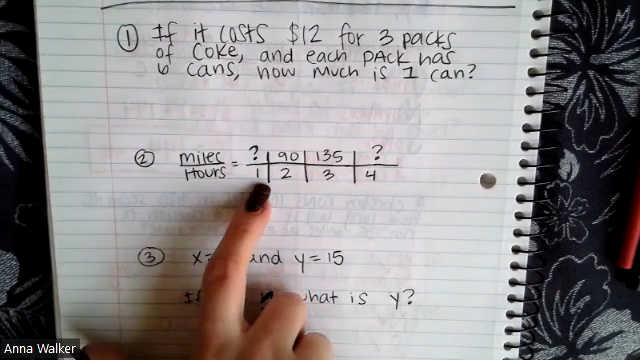 ① If it costs $12 for 3 packs
of Coke, and each pack has
6 cans, how much is 1 can?
② miles/Hours = ?/1 | 90/2 | 135/3 | ?/4
③ x= and y=15
what is y?
Anna Walker